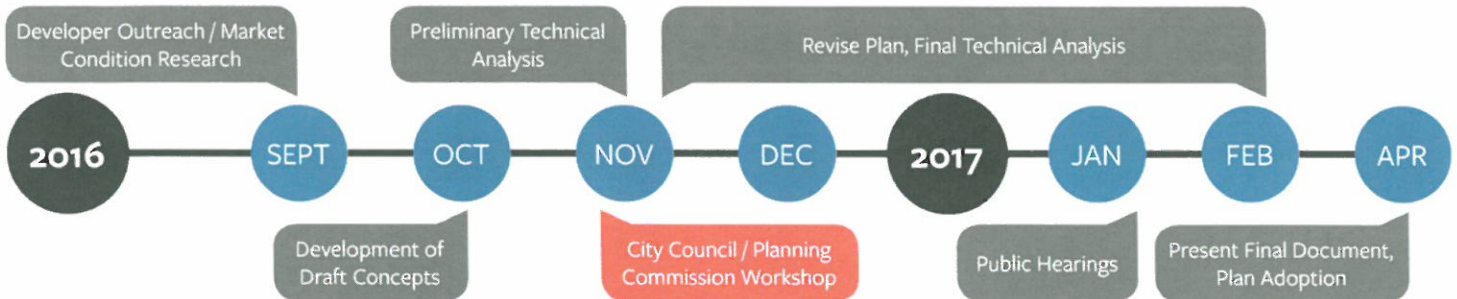 Developer Outreach / Market
Condition Research
Preliminary Technical
Analysis
Revise Plan, Final Technical Analysis
2016
SEPT
OCT
NOV
DEC
2017
JAN
FEB
APR
Development of
Draft Concepts
City Council / Planning
Commission Workshop
Public Hearings
Present Final Document,
Plan Adoption